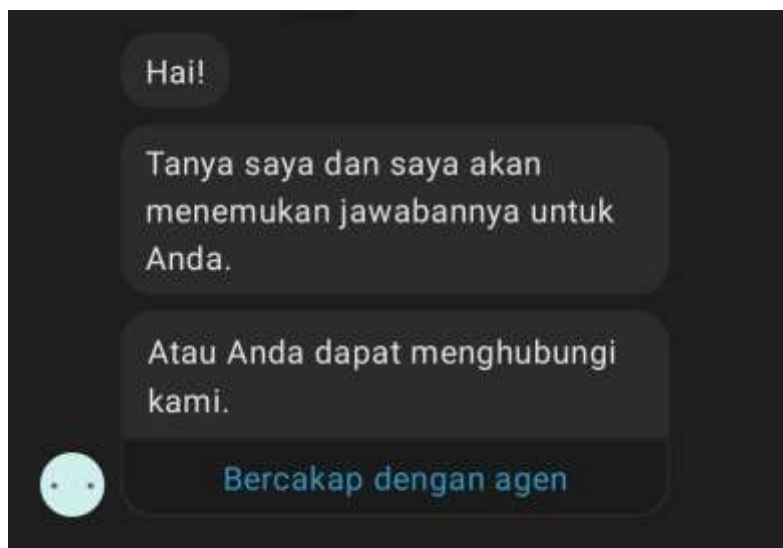 Hai!
Tanya saya dan saya akan
menemukan jawabannya untuk
Anda.
Atau Anda dapat menghubungi
kami.
Bercakap dengan agen